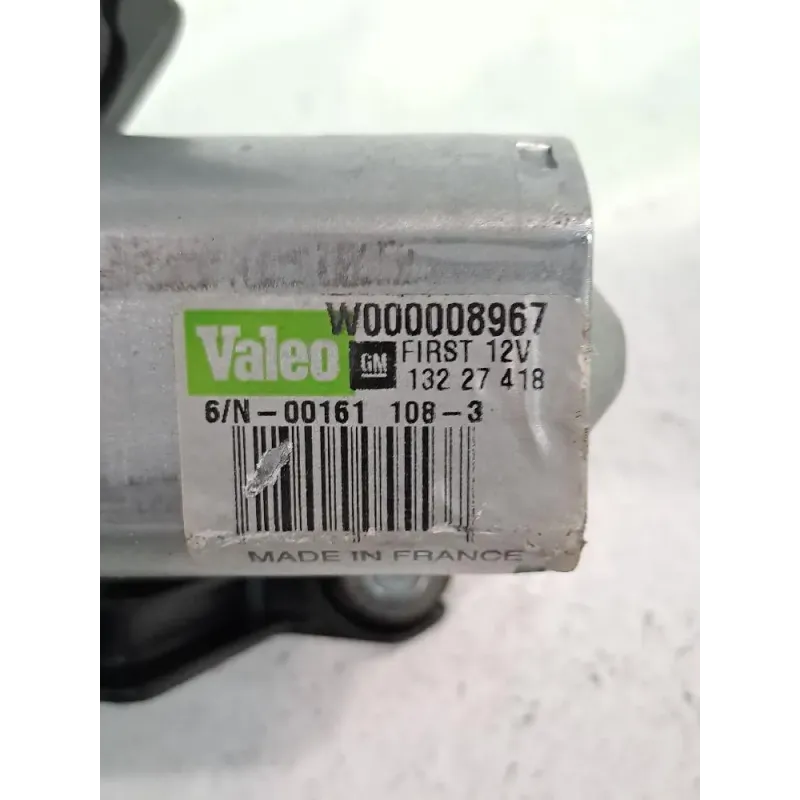 W000008967
Valeo GM FIRST 12V
132 27 418
6/N-00161 108-3
MADE IN FRANCE